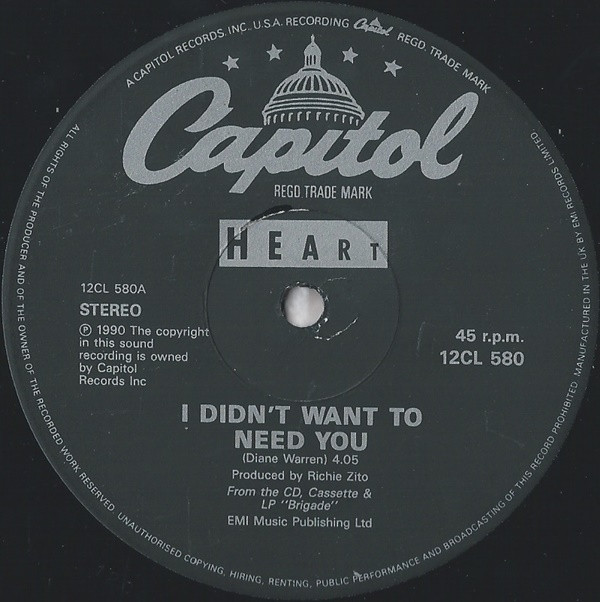 A CAPITOL RECORDS, INC. U.S.A. RECORDING Capitol REGD. TRADE MARK
Capitol
REGD. TRADE MARK
HEART
12CL 580A
STEREO
℗ 1990 The copyright
in this sound
recording is owned
by Capitol
Records Inc
45 r.p.m.
12CL 580
I DIDN'T WANT TO
NEED YOU
(Diane Warren) 4.05
Produced by Richie Zito
From the CD, Cassette &
LP "Brigade"
EMI Music Publishing Ltd
ALL RIGHTS OF THE PRODUCER AND OF THE OWNER OF THE RECORDED WORK RESERVED. UNAUTHORISED COPYING, HIRING, RENTING, PUBLIC PERFORMANCE AND BROADCASTING OF THIS RECORD PROHIBITED. MANUFACTURED IN THE UK BY EMI RECORDS LIMITED